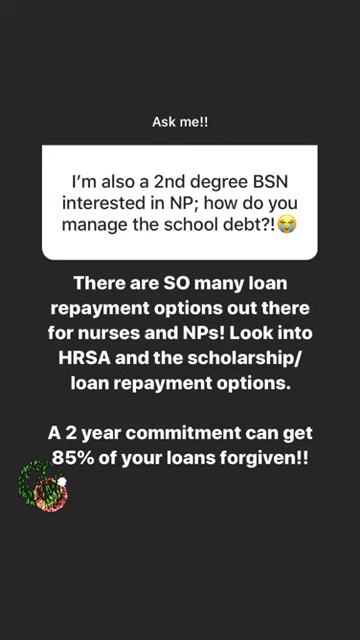 Ask me!!
I'm also a 2nd degree BSN
interested in NP; how do you
manage the school debt?!😭
There are SO many loan
repayment options out there
for nurses and NPs! Look into
HRSA and the scholarship/
loan repayment options.
A 2 year commitment can get
85% of your loans forgiven!!